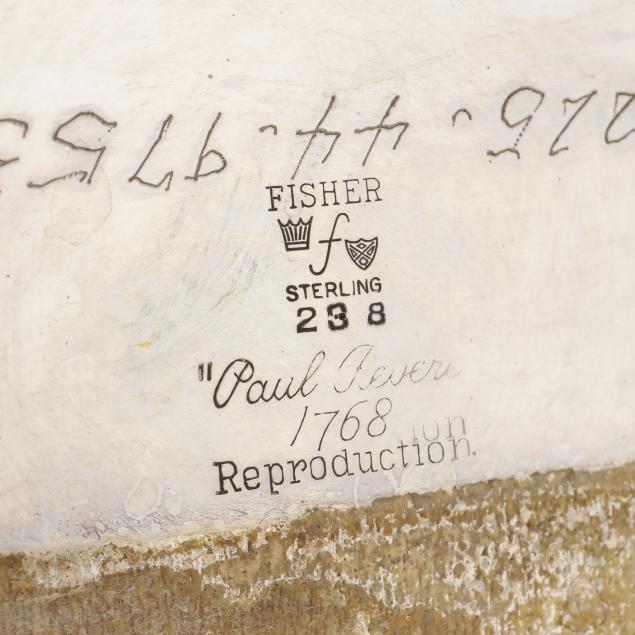 FISHER
f
STERLING
238
"Paul Revere
1768
Reproduction.